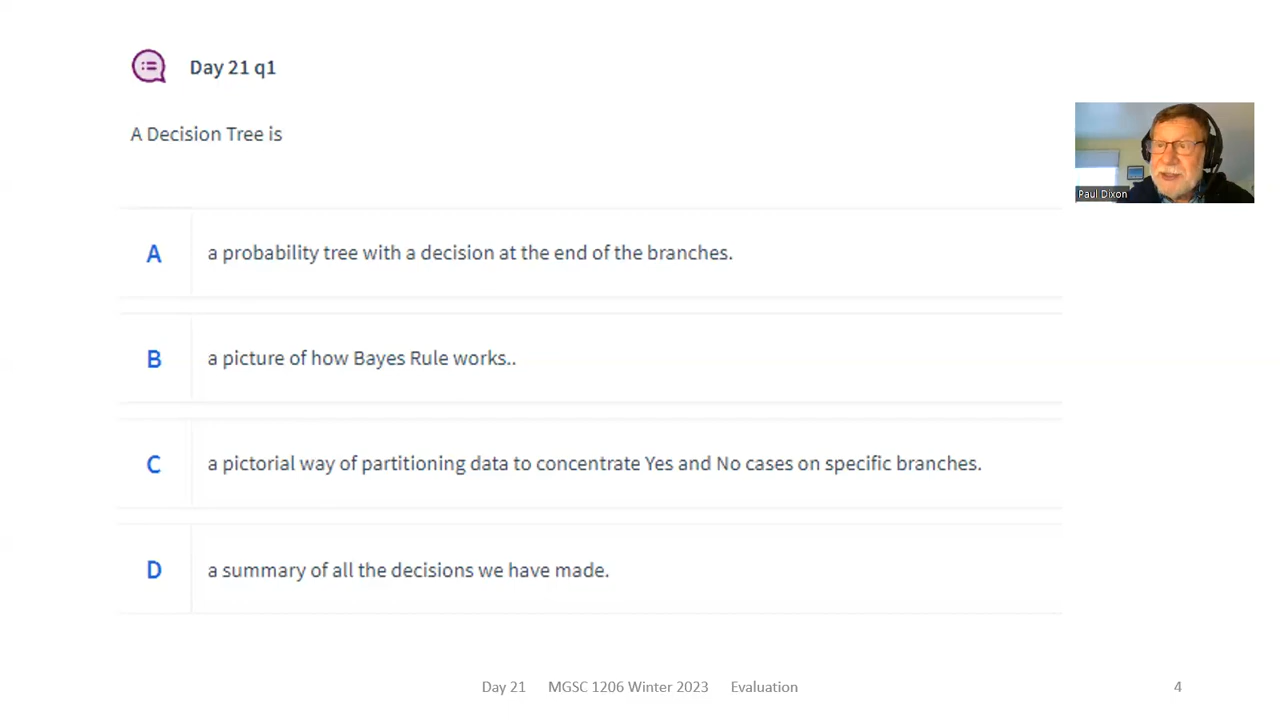 Day 21 q1
A Decision Tree is
Paul Dixon
A a probability tree with a decision at the end of the branches.
B a picture of how Bayes Rule works..
C a pictorial way of partitioning data to concentrate Yes and No cases on specific branches.
D a summary of all the decisions we have made.
Day 21 MGSC 1206 Winter 2023 Evaluation 4